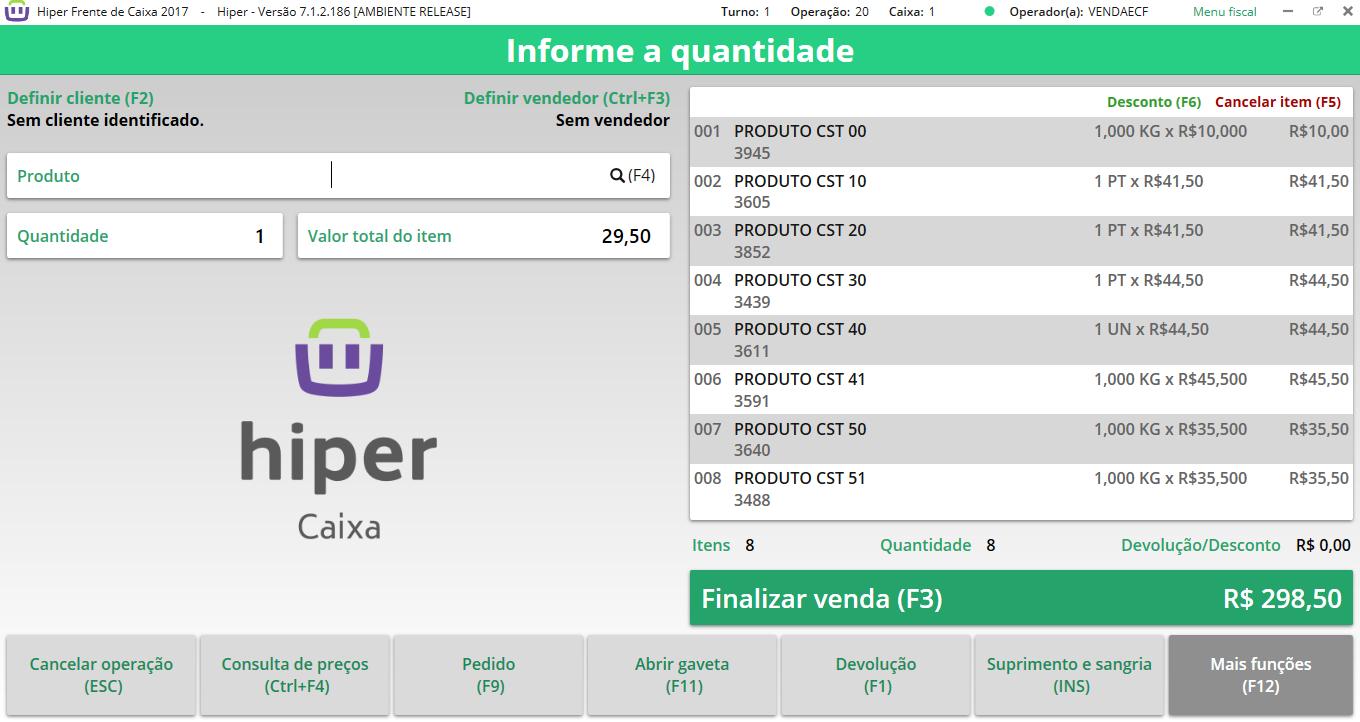 Hiper Frente de Caixa 2017 - Hiper - Versão 7.1.2.186 [AMBIENTE RELEASE] Turno: 1 Operação: 20 Caixa: 1 Operador(a): VENDAECF Menu fiscal
Informe a quantidade
Definir cliente (F2) Definir vendedor (Ctrl+F3)
Sem cliente identificado. Sem vendedor
Produto (F4)
Quantidade 1 Valor total do item 29,50
hiper
Caixa
Desconto (F6) Cancelar item (F5)
001 PRODUTO CST 00 1,000 KG x R$10,000 R$10,00
3945
002 PRODUTO CST 10 1 PT x R$41,50 R$41,50
3605
003 PRODUTO CST 20 1 PT x R$41,50 R$41,50
3852
004 PRODUTO CST 30 1 PT x R$44,50 R$44,50
3439
005 PRODUTO CST 40 1 UN x R$44,50 R$44,50
3611
006 PRODUTO CST 41 1,000 KG x R$45,500 R$45,50
3591
007 PRODUTO CST 50 1,000 KG x R$35,500 R$35,50
3640
008 PRODUTO CST 51 1,000 KG x R$35,500 R$35,50
3488
Itens 8 Quantidade 8 Devolução/Desconto R$ 0,00
Finalizar venda (F3) R$ 298,50
Cancelar operação (ESC)
Consulta de preços (Ctrl+F4)
Pedido (F9)
Abrir gaveta (F11)
Devolução (F1)
Suprimento e sangria (INS)
Mais funções (F12)